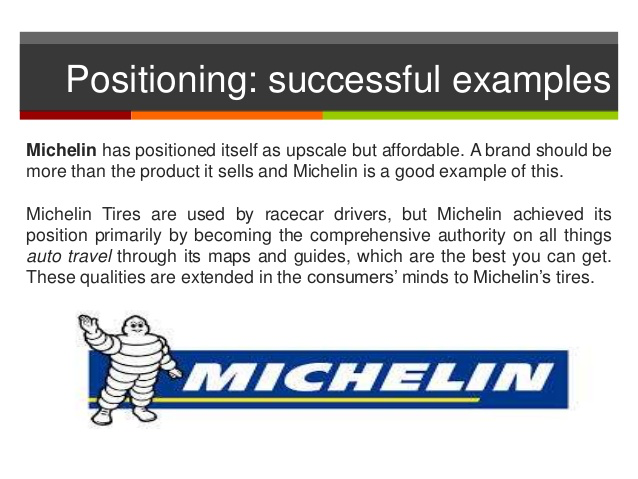 Positioning: successful examples
Michelin has positioned itself as upscale but affordable. A brand should be
more than the product it sells and Michelin is a good example of this.
Michelin Tires are used by racecar drivers, but Michelin achieved its
position primarily by becoming the comprehensive authority on all things
auto travel through its maps and guides, which are the best you can get.
These qualities are extended in the consumers’ minds to Michelin’s tires.
MICHELIN